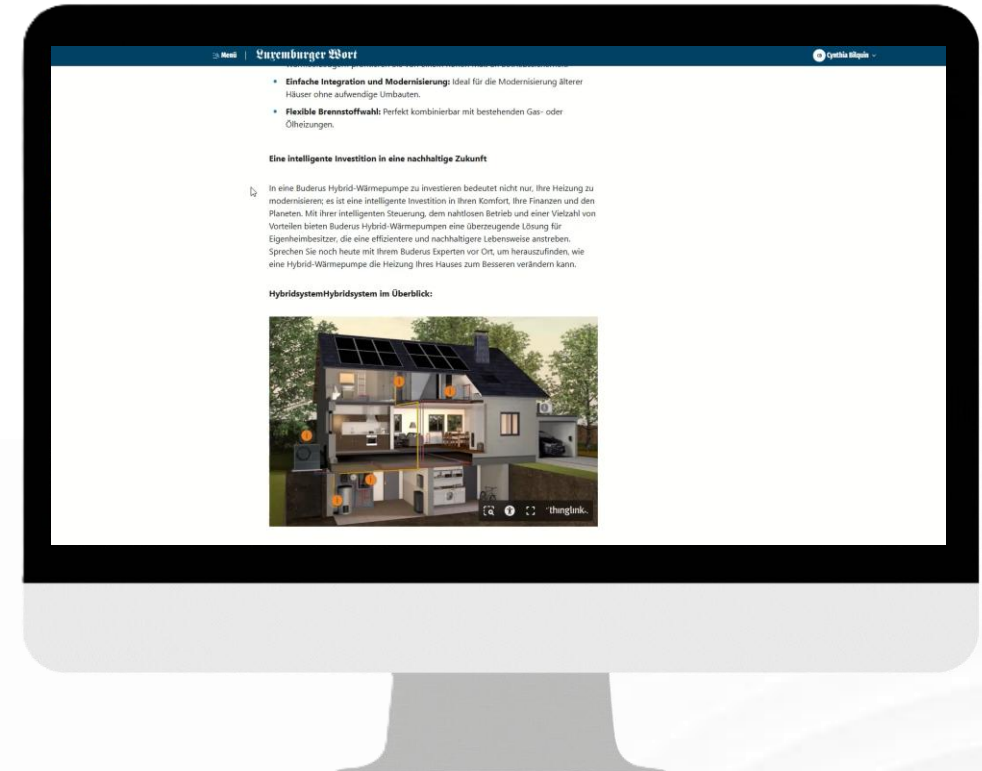 Menü | Luxemburger Wort
Cynthia Bilquin
• Einfache Integration und Modernisierung: Ideal für die Modernisierung älterer
Häuser ohne aufwendige Umbauten.
• Flexible Brennstoffwahl: Perfekt kombinierbar mit bestehenden Gas- oder
Ölheizungen.
Eine intelligente Investition in eine nachhaltige Zukunft
In eine Buderus Hybrid-Wärmepumpe zu investieren bedeutet nicht nur, Ihre Heizung zu
modernisieren; es ist eine intelligente Investition in Ihren Komfort, Ihre Finanzen und den
Planeten. Mit ihrer intelligenten Steuerung, dem nahtlosen Betrieb und einer Vielzahl von
Vorteilen bieten Buderus Hybrid-Wärmepumpen eine überzeugende Lösung für
Eigenheimbesitzer, die eine effizientere und nachhaltigere Lebensweise anstreben.
Sprechen Sie noch heute mit Ihrem Buderus Experten vor Ort, um herauszufinden, wie
eine Hybrid-Wärmepumpe die Heizung Ihres Hauses zum Besseren verändern kann.
HybridsystemHybridsystem im Überblick:
thinglink..